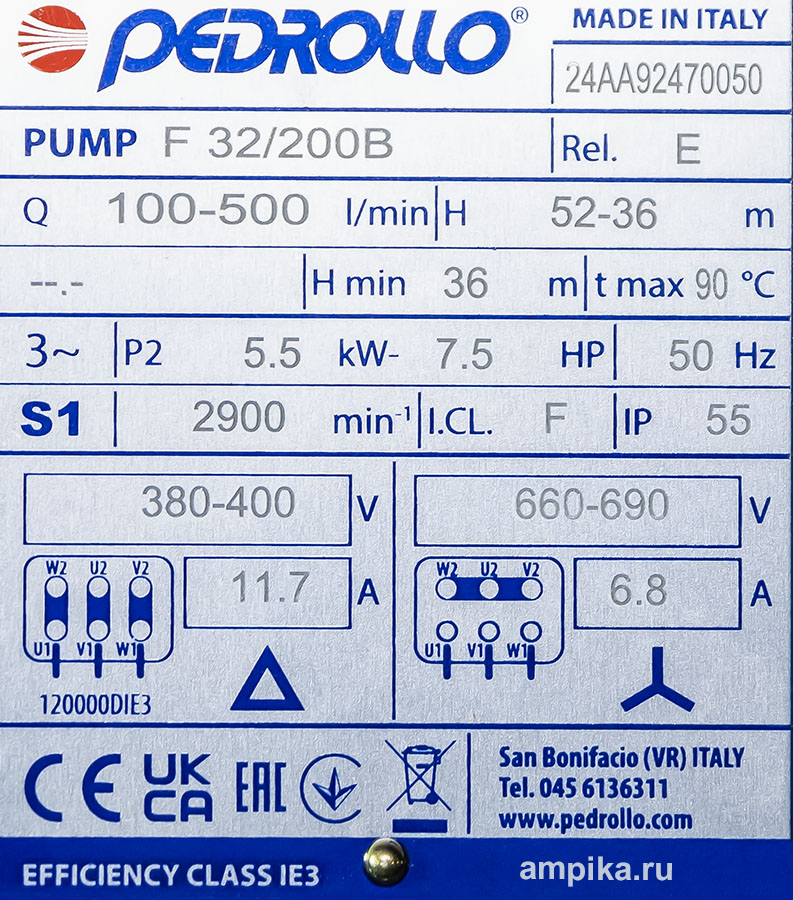 PEDROLLO®
MADE IN ITALY
24AA92470050
PUMP F 32/200B Rel. E
Q 100-500 l/min H 52-36 m
--.- H min 36 m t max 90 °C
3~ P2 5.5 kW- 7.5 HP 50 Hz
S1 2900 min-1 I.CL. F IP 55
380-400 V 660-690 V
W2 U2 V2 W2 U2 V2
11.7 A 6.8 A
U1 V1 W1 U1 V1 W1
120000DIE3
CE UKCA EAC
San Bonifacio (VR) ITALY
Tel. 045 6136311
www.pedrollo.com
EFFICIENCY CLASS IE3
ampika.ru